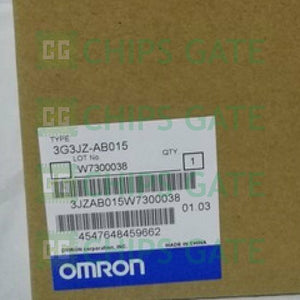 CHIPS GATE
CHIPS GATE
TYPE
3G3JZ-AB015
LOT No. QTY.
W7300038 1
3JZAB015W7300038
01.03
4547648459662
OMRON Corporation, INC. MADE IN CHINA
OMRON
CHIPS GATE